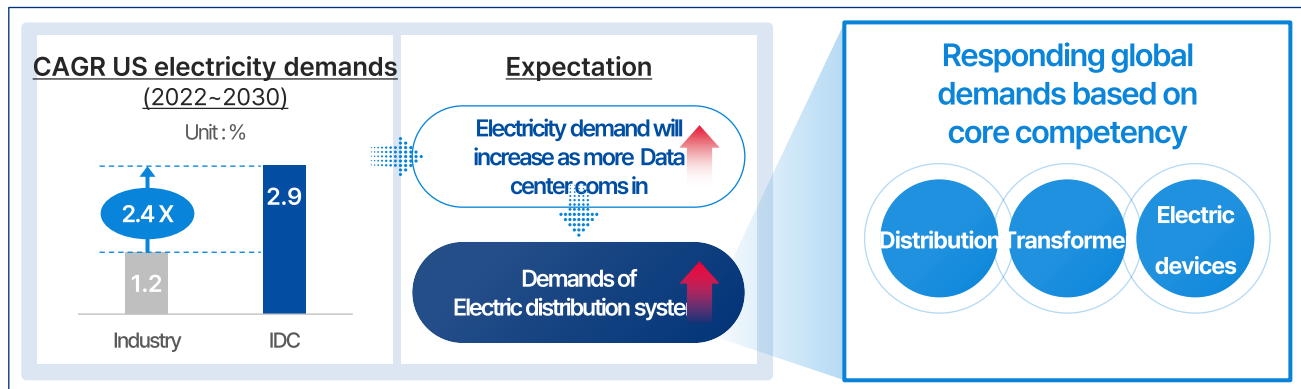 CAGR US electricity demands
(2022~2030)
Unit : %
2.4 X
1.2
2.9
Industry
IDC
Expectation
Electricity demand will
increase as more Data
center coms in
Demands of
Electric distribution syste
Responding global
demands based on
core competency
Distribution
Transforme
Electric
devices